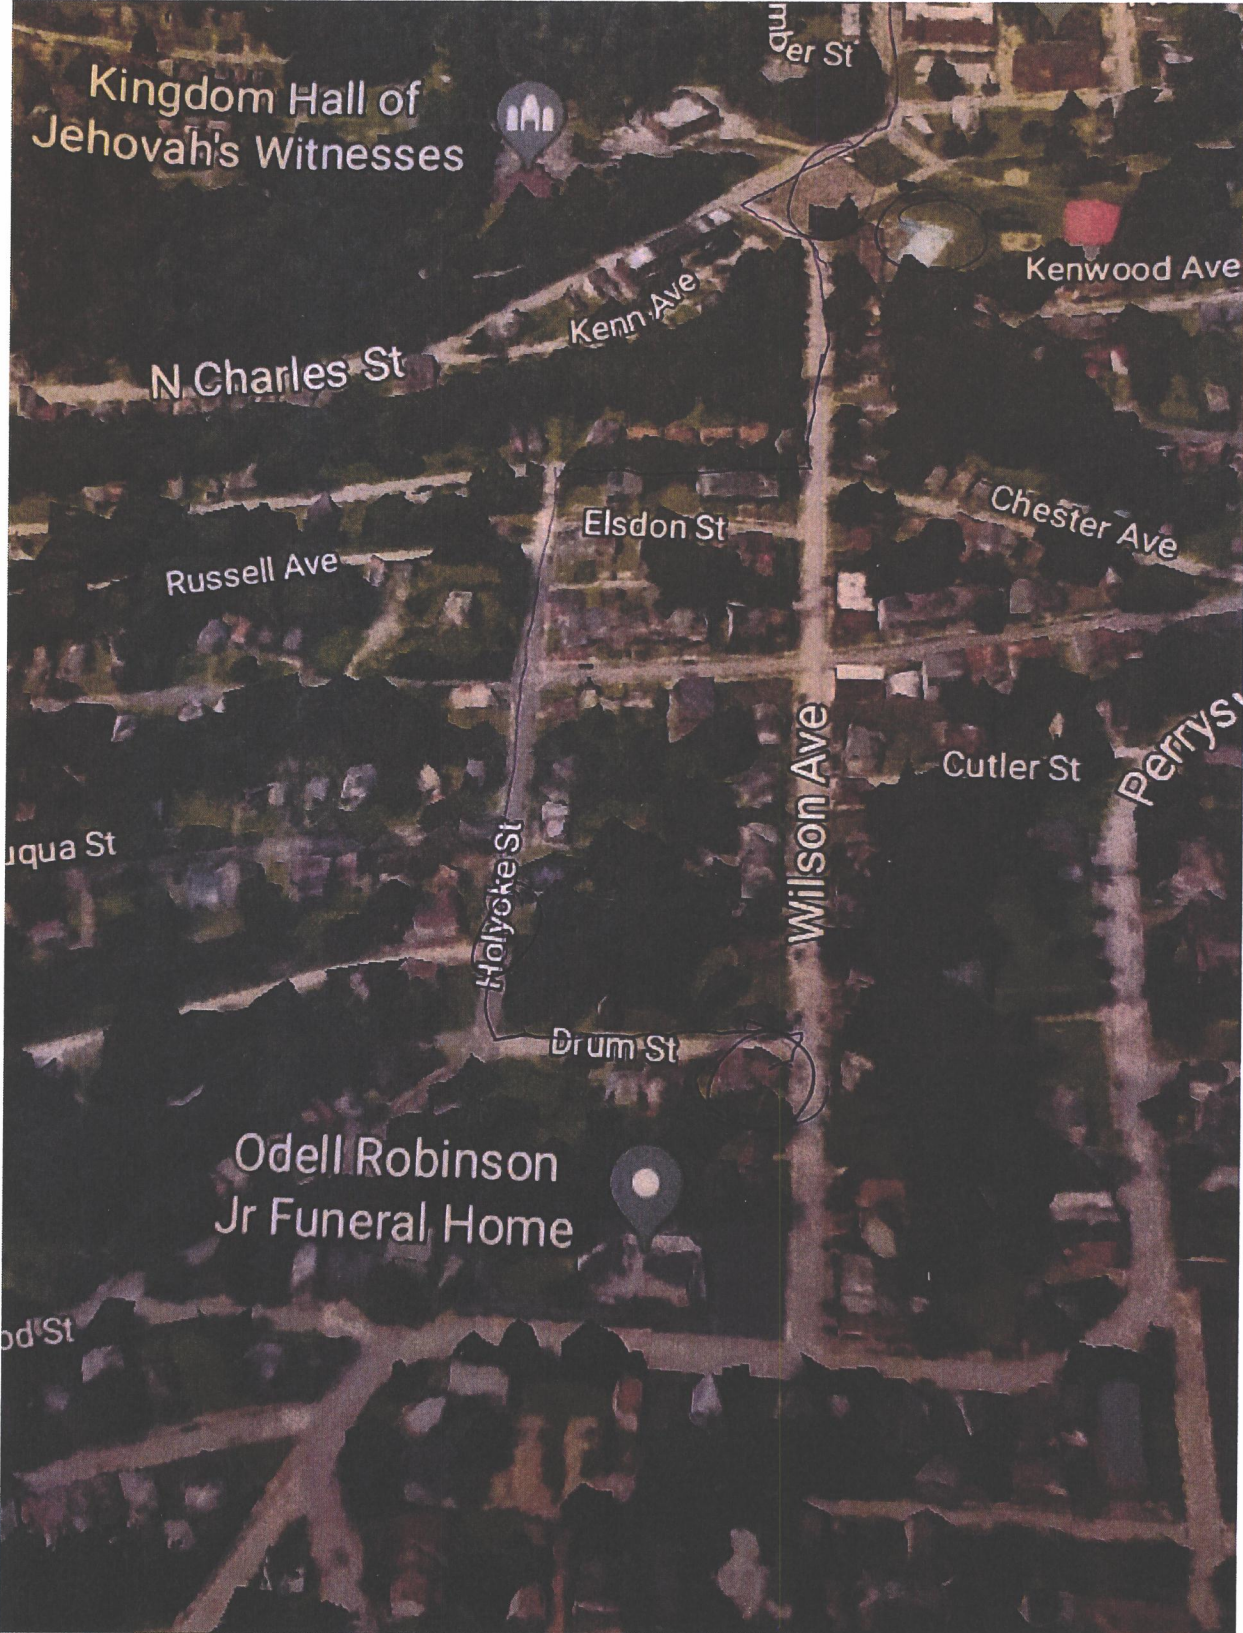 er St
Kingdom Hall of
Jehovah's Witnesses
Kenwood Ave
Kenn Ave
N Charles St
Chester Ave
Elsdon St
Russell Ave
Perrys
Cutler St
Wilson Ave
uqua St
Holyoke St
Drum St
Odell Robinson
Jr Funeral Home
od St